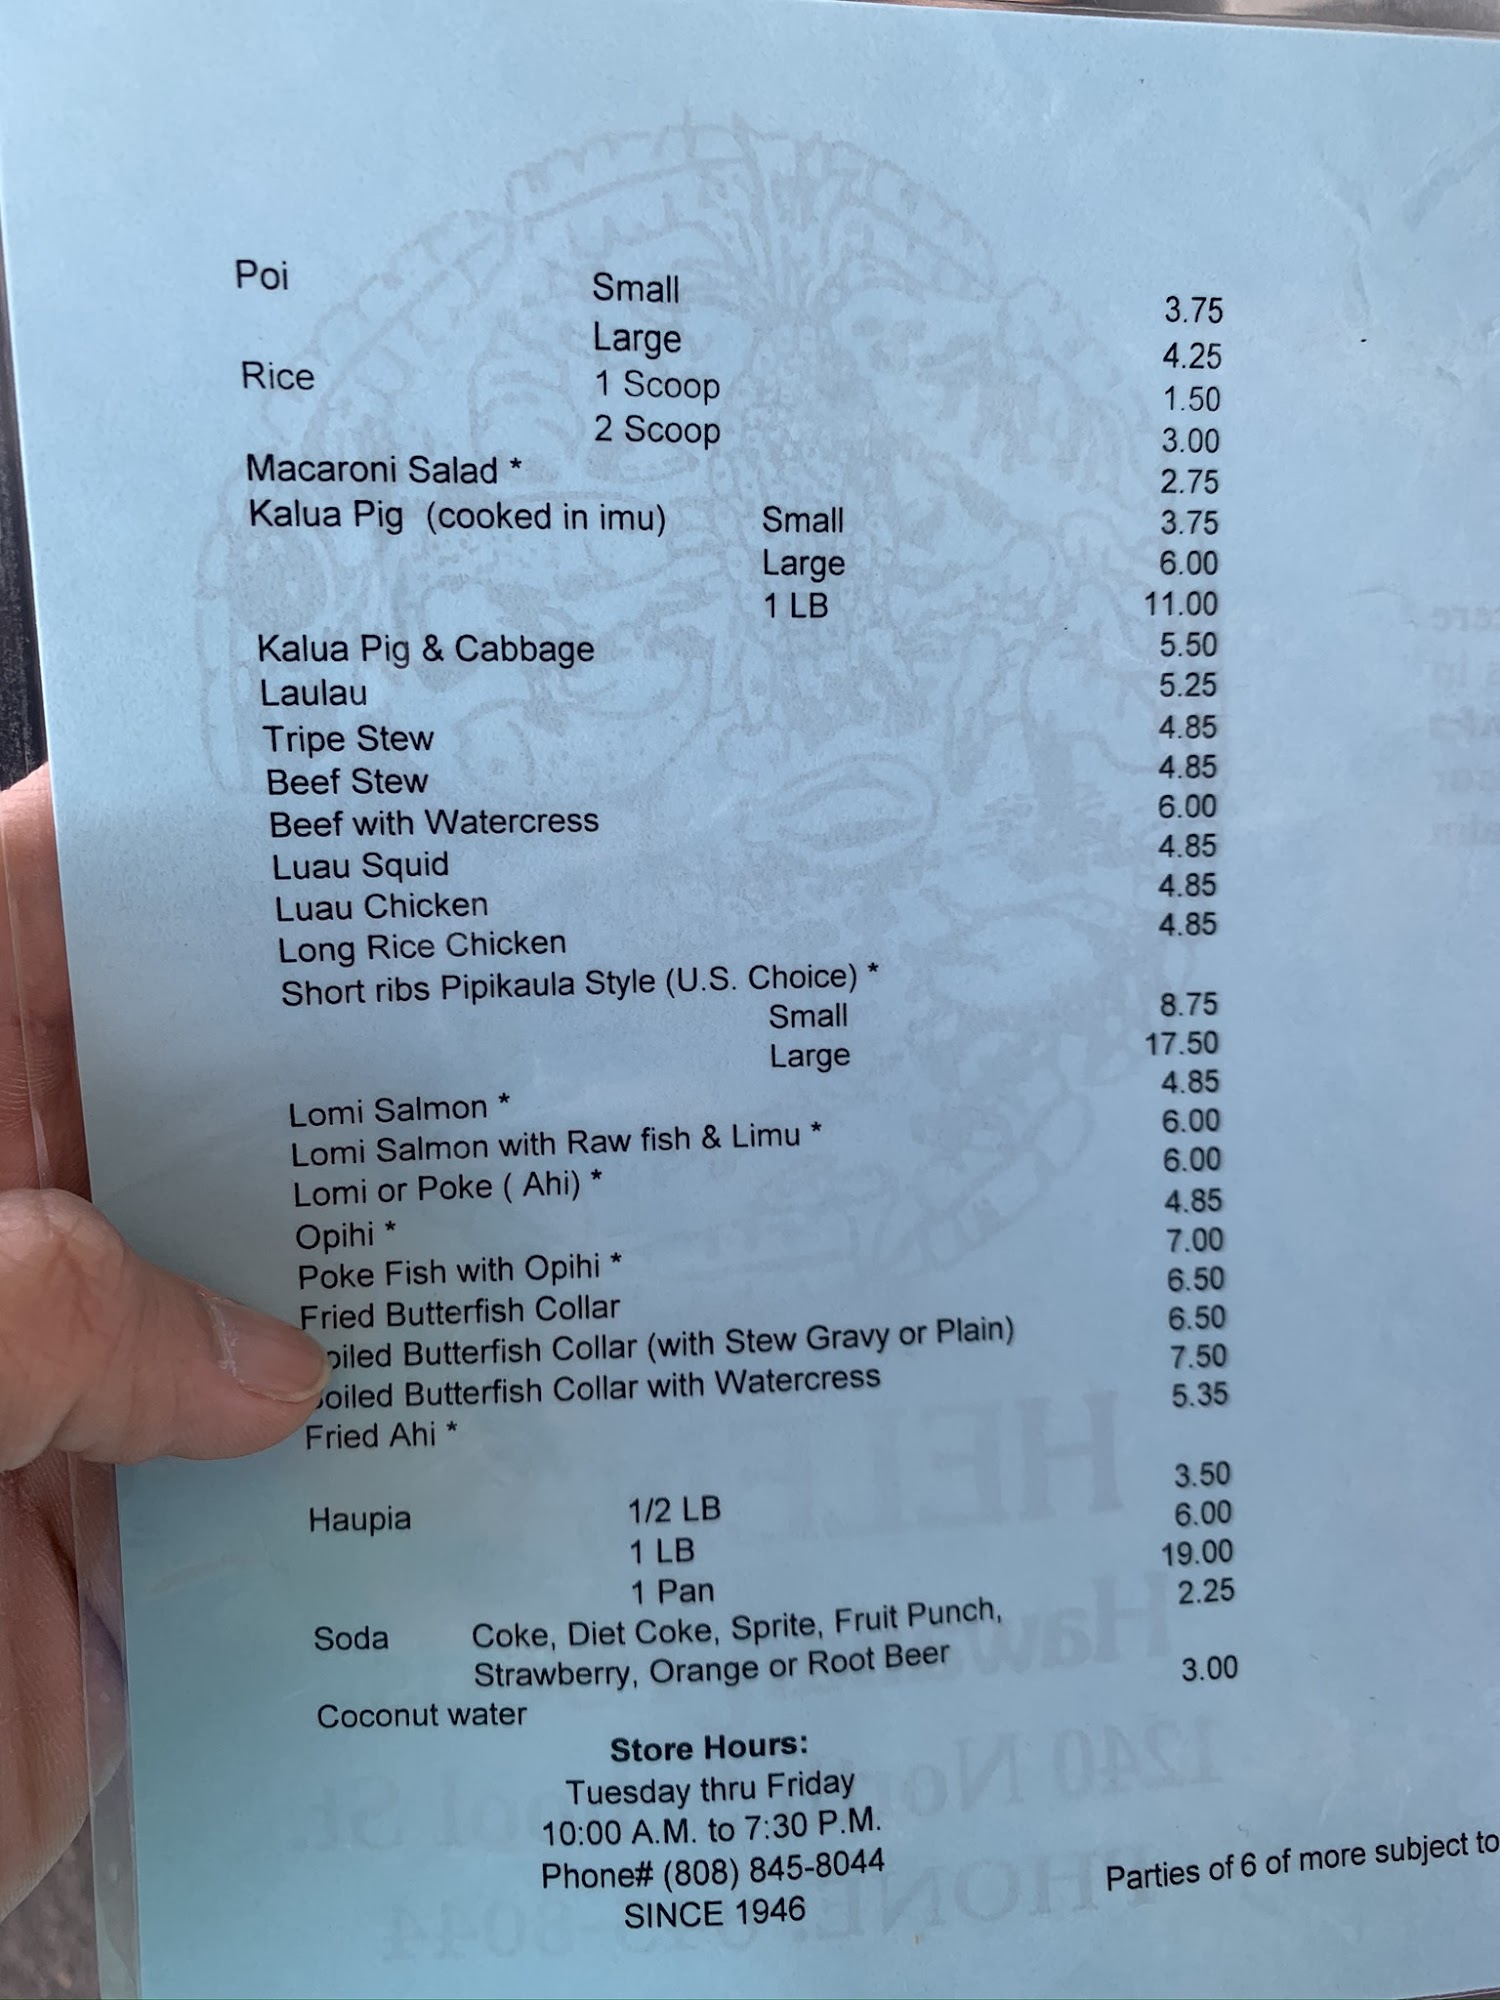 Poi Small 3.75
Large 4.25
Rice 1 Scoop 1.50
2 Scoop 3.00
Macaroni Salad * 2.75
Kalua Pig (cooked in imu) Small 3.75
Large 6.00
1 LB 11.00
Kalua Pig & Cabbage 5.50
Laulau 5.25
Tripe Stew 4.85
Beef Stew 4.85
Beef with Watercress 6.00
Luau Squid 4.85
Luau Chicken 4.85
Long Rice Chicken 4.85
Short ribs Pipikaula Style (U.S. Choice) *
Small 8.75
Large 17.50
Lomi Salmon * 4.85
Lomi Salmon with Raw fish & Limu * 6.00
Lomi or Poke ( Ahi) * 6.00
Opihi * 4.85
Poke Fish with Opihi * 7.00
Fried Butterfish Collar 6.50
oiled Butterfish Collar (with Stew Gravy or Plain) 6.50
oiled Butterfish Collar with Watercress 7.50
Fried Ahi * 5.35
Haupia 1/2 LB 3.50
1 LB 6.00
1 Pan 19.00
Soda Coke, Diet Coke, Sprite, Fruit Punch, 2.25
Strawberry, Orange or Root Beer
Coconut water 3.00
Store Hours:
Tuesday thru Friday
10:00 A.M. to 7:30 P.M.
Phone# (808) 845-8044
SINCE 1946
Parties of 6 of more subject to